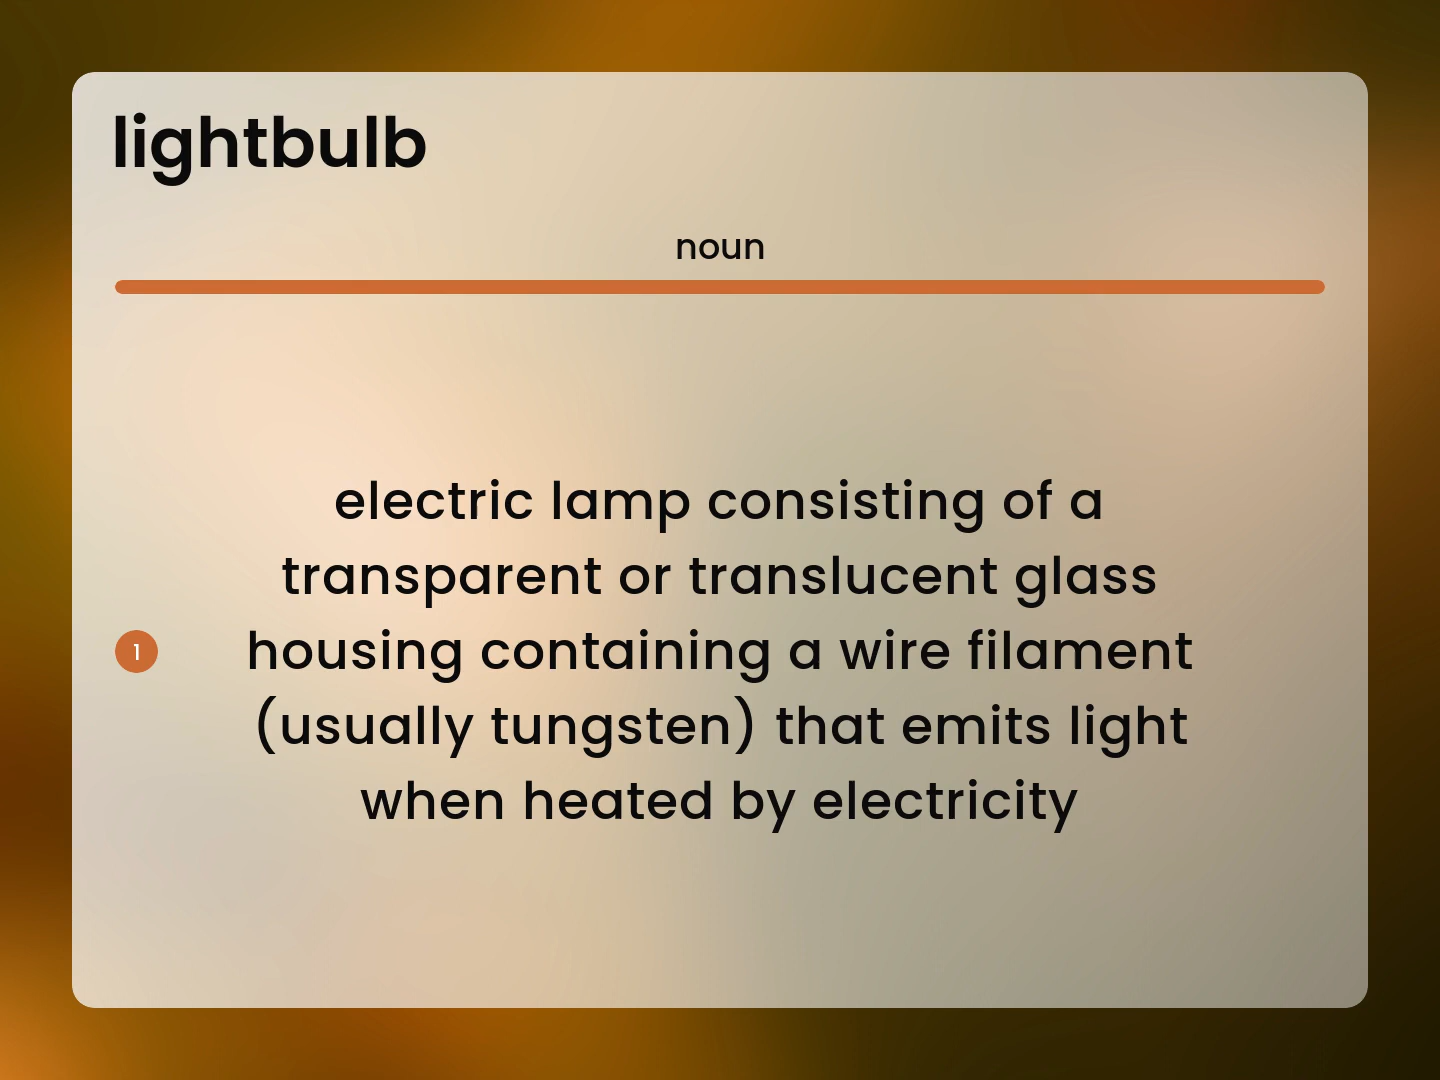 lightbulb
noun
electric lamp consisting of a
transparent or translucent glass
1 housing containing a wire filament
(usually tungsten) that emits light
when heated by electricity